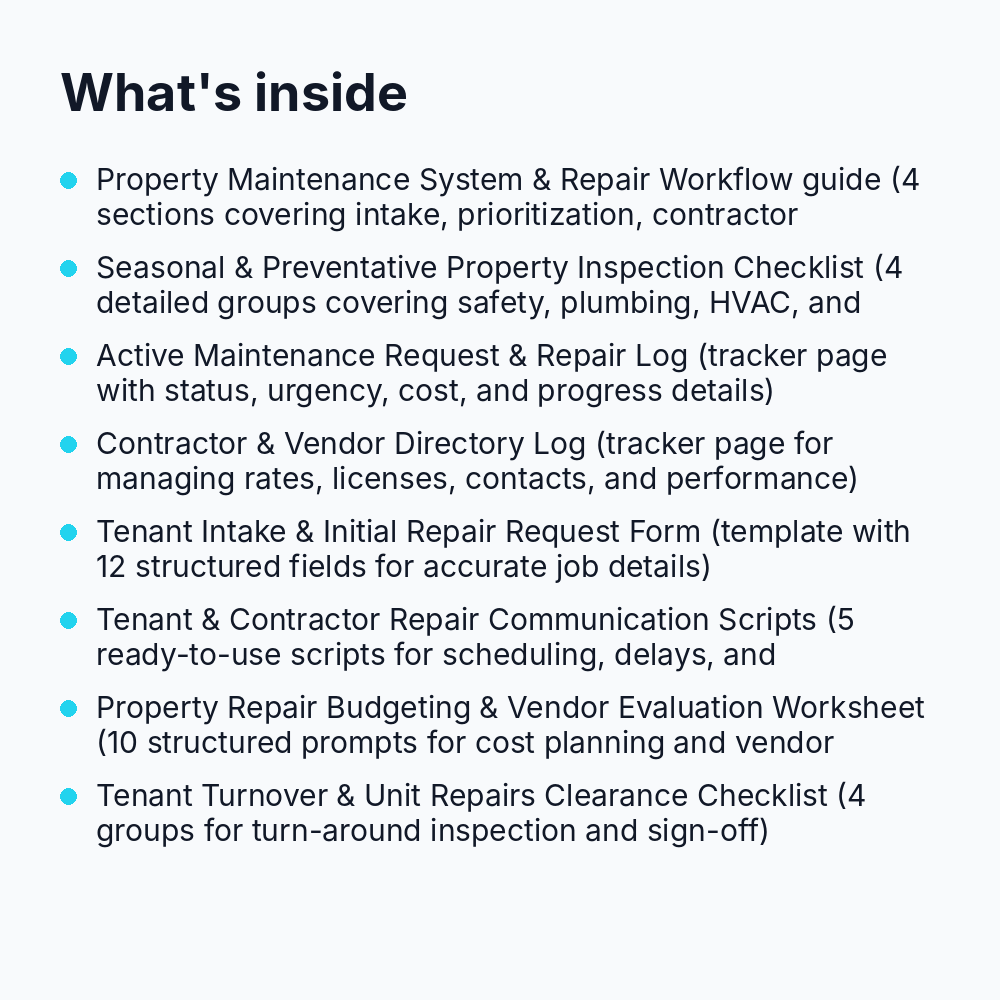 What's inside
Property Maintenance System & Repair Workflow guide (4
sections covering intake, prioritization, contractor
Seasonal & Preventative Property Inspection Checklist (4
detailed groups covering safety, plumbing, HVAC, and
Active Maintenance Request & Repair Log (tracker page
with status, urgency, cost, and progress details)
Contractor & Vendor Directory Log (tracker page for
managing rates, licenses, contacts, and performance)
Tenant Intake & Initial Repair Request Form (template with
12 structured fields for accurate job details)
Tenant & Contractor Repair Communication Scripts (5
ready-to-use scripts for scheduling, delays, and
Property Repair Budgeting & Vendor Evaluation Worksheet
(10 structured prompts for cost planning and vendor
Tenant Turnover & Unit Repairs Clearance Checklist (4
groups for turn-around inspection and sign-off)